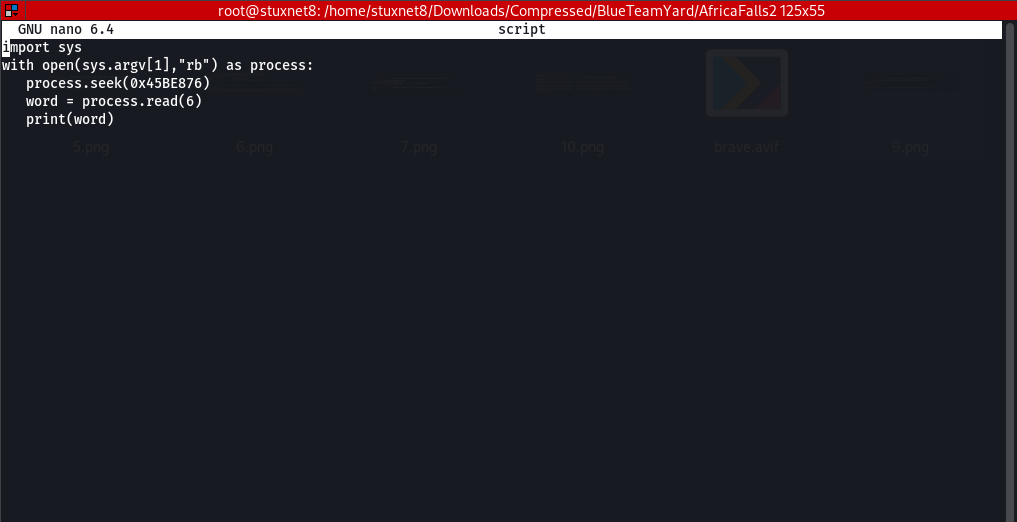 root@stuxnet8: /home/stuxnet8/Downloads/Compressed/BlueTeamYard/AfricaFalls2 125x55
GNU nano 6.4 script
import sys
with open(sys.argv[1],"rb") as process:
   process.seek(0x45BE876)
   word = process.read(6)
   print(word)
5.png 6.png 7.png 10.png brave.avif 9.png